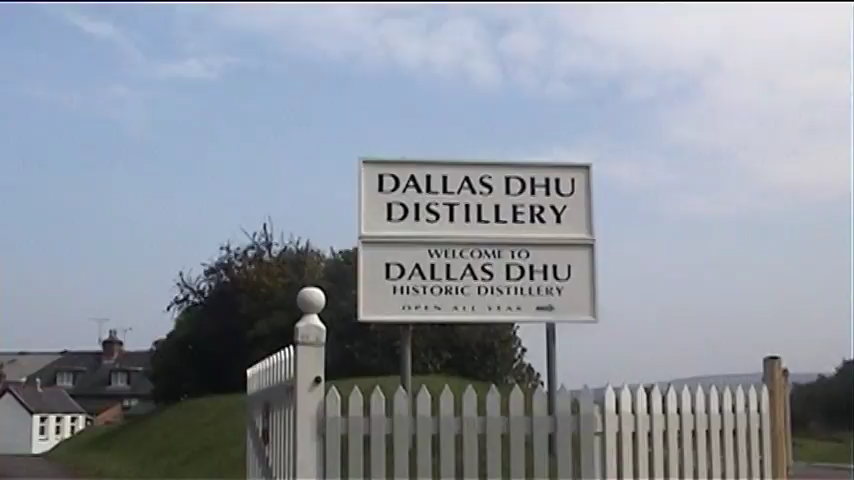 DALLAS DHU
DISTILLERY
WELCOME TO
DALLAS DHU
HISTORIC DISTILLERY
OPEN ALL YEAR